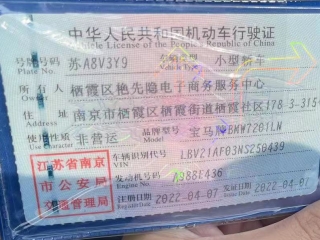 中华人民共和国机动车行驶证
Vehicle License of the People's Republic of China
号牌号码 苏A8V3Y9 车辆类型 小型轿车
Plate No. Vehicle Type
所有人 栖霞区艳先隐电子商务服务中心
Owner
住址 南京市栖霞区栖霞街道栖霞社区178-3-315
Address
使用性质 非营运 品牌型号 宝马牌BMW7201LN
车辆识别代号 LBV21AF03NS250439
VIN
江苏省南京市公安局交通管理局
发动机号码 A988E436
Engine No.
注册日期 2022-04-07 发证日期 2022-04-07
Register Date Issue Date